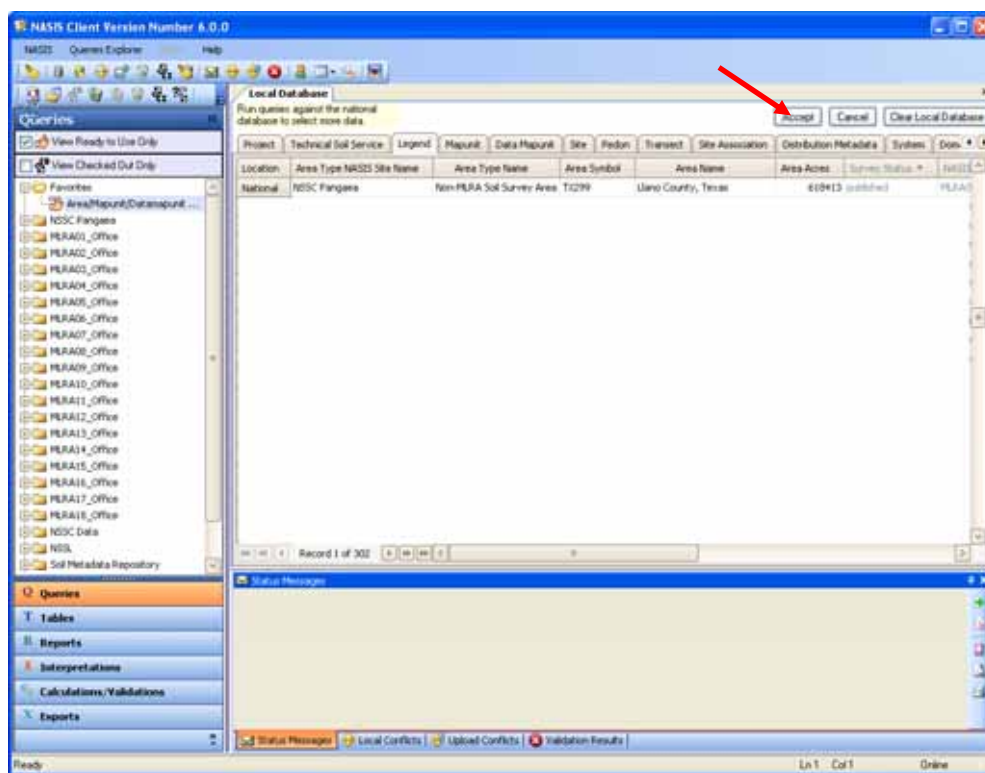 NASIS Client Version Number 6.0.0
NASIS Queries Explorer Help
Local Database
Run queries against the national
database to select more data.
Accept Cancel Clear Local Database
Queries
View Ready to Use Only
View Checked Out Only
Project Technical Soil Service Legend Mapunit Data Mapunit Site Pedon Transect Site Association Distribution Metadata System
Location Area Type NASIS Site Name Area Type Name Area Symbol Area Name Area Acres Survey Status
National NSSC Pangaea Non-MLRA Soil Survey Area TX299 Llano County, Texas 618413 published
Favorites
Area/Mapunit/Datamapunit ...
NSSC Pangaea
MLRA01_Office
MLRA02_Office
MLRA03_Office
MLRA04_Office
MLRA05_Office
MLRA06_Office
MLRA07_Office
MLRA08_Office
MLRA09_Office
MLRA10_Office
MLRA11_Office
MLRA12_Office
MLRA13_Office
MLRA14_Office
MLRA15_Office
MLRA16_Office
MLRA17_Office
MLRA18_Office
NSSC Data
NSSL
Soil Metadata Repository
Record 1 of 302
Status Messages
Q Queries
T Tables
R Reports
I Interpretations
Calculations/Validations
X Exports
Status Messages Local Conflicts Upload Conflicts Validation Results
Ready Ln 1 Col 1 Online